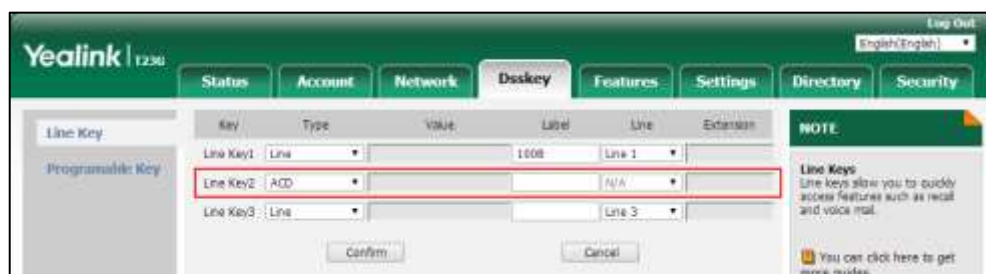 Log Out
Yealink T23G
English(English)
Status Account Network Dsskey Features Settings Directory Security
Line Key
Programable Key
Key Type Value Label Line Extension
Line Key1 Line 1008 Line 1
Line Key2 ACD N/A
Line Key3 Line Line 3
Confirm Cancel
NOTE
Line Keys
Line keys allow you to quickly
access features such as recall
and voice mail.
You can click here to get
more guides.